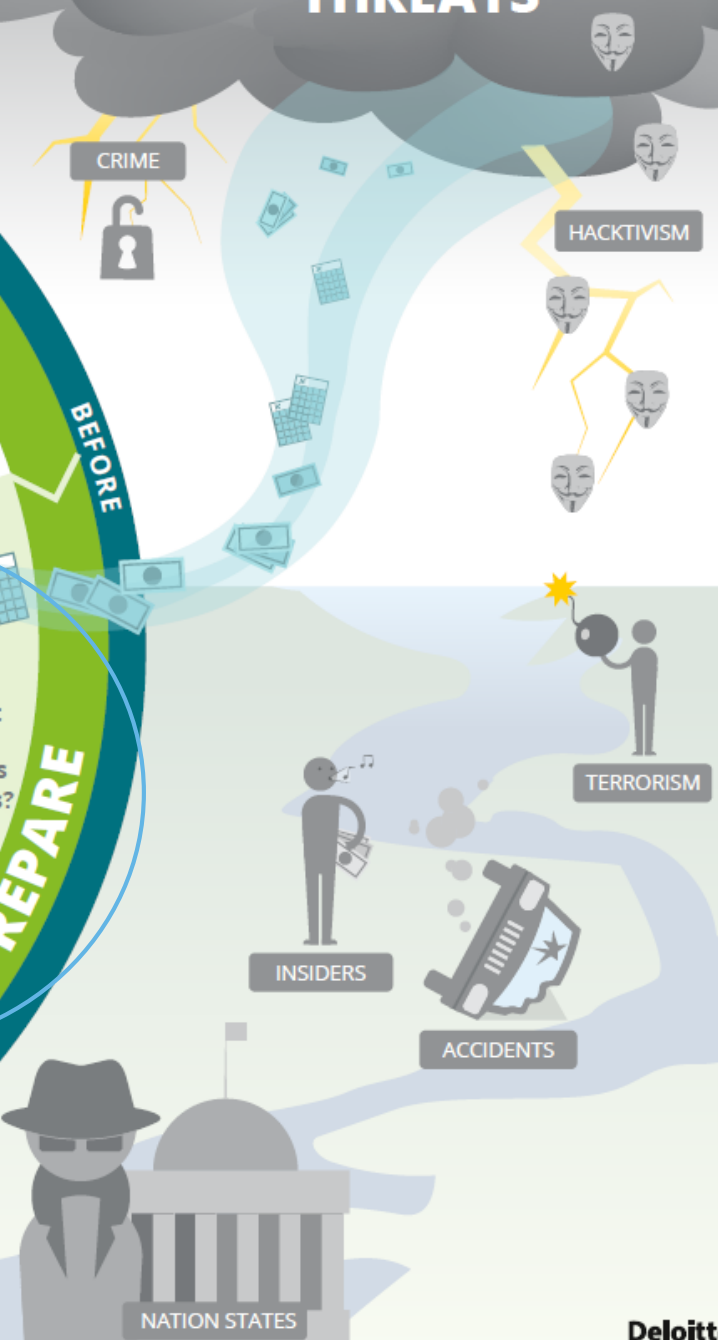 THREATS
CRIME
HACKTIVISM
BEFORE
s?
REPARE
TERRORISM
INSIDERS
ACCIDENTS
NATION STATES
Deloitt